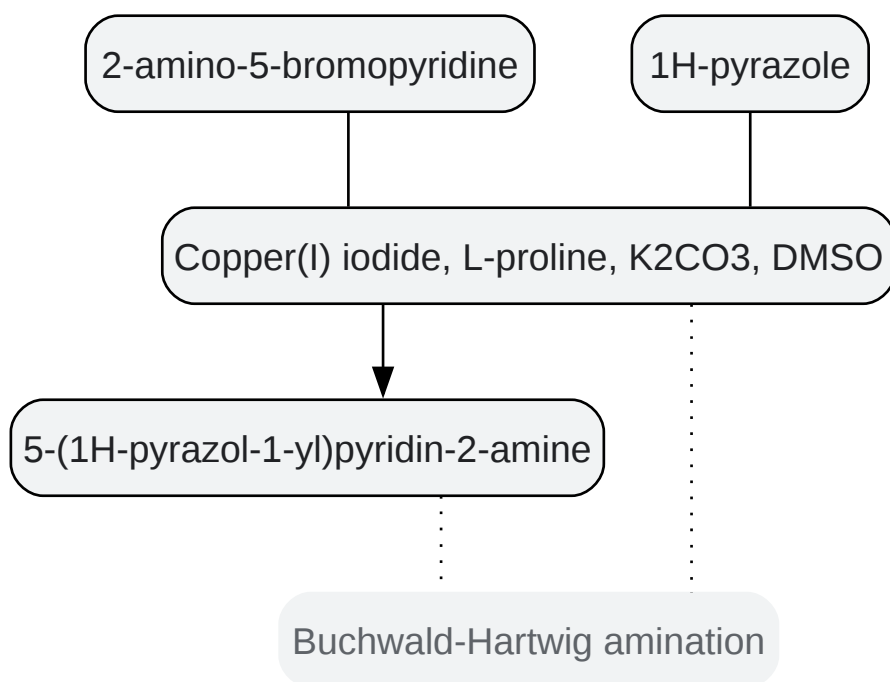 2-amino-5-bromopyridine
1H-pyrazole
Copper(I) iodide, L-proline, K2CO3, DMSO
5-(1H-pyrazol-1-yl)pyridin-2-amine
Buchwald-Hartwig amination